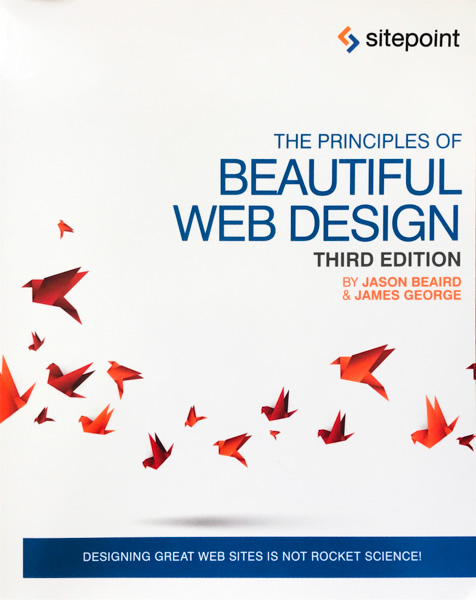 sitepoint
THE PRINCIPLES OF
BEAUTIFUL
WEB DESIGN
THIRD EDITION
BY JASON BEAIRD
& JAMES GEORGE
DESIGNING GREAT WEB SITES IS NOT ROCKET SCIENCE!